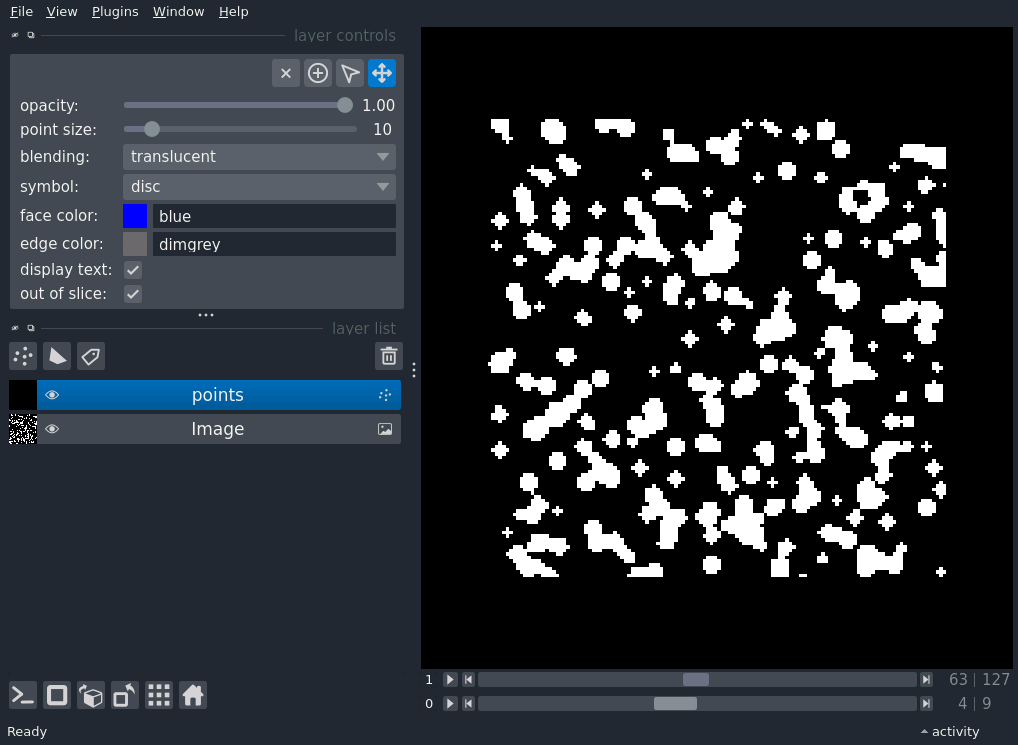 File View Plugins Window Help
layer controls
opacity: 1.00
point size: 10
blending: translucent
symbol: disc
face color: blue
edge color: dimgrey
display text:
out of slice:
layer list
points
Image
1 63 | 127
0 4 | 9
Ready activity